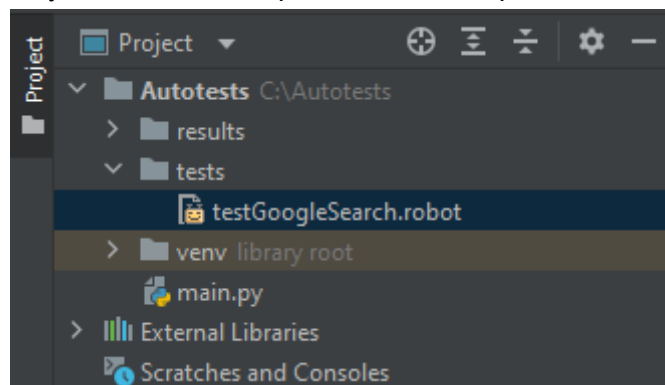 Project
Project
Autotests C:\Autotests
results
tests
testGoogleSearch.robot
venv library root
main.py
External Libraries
Scratches and Consoles